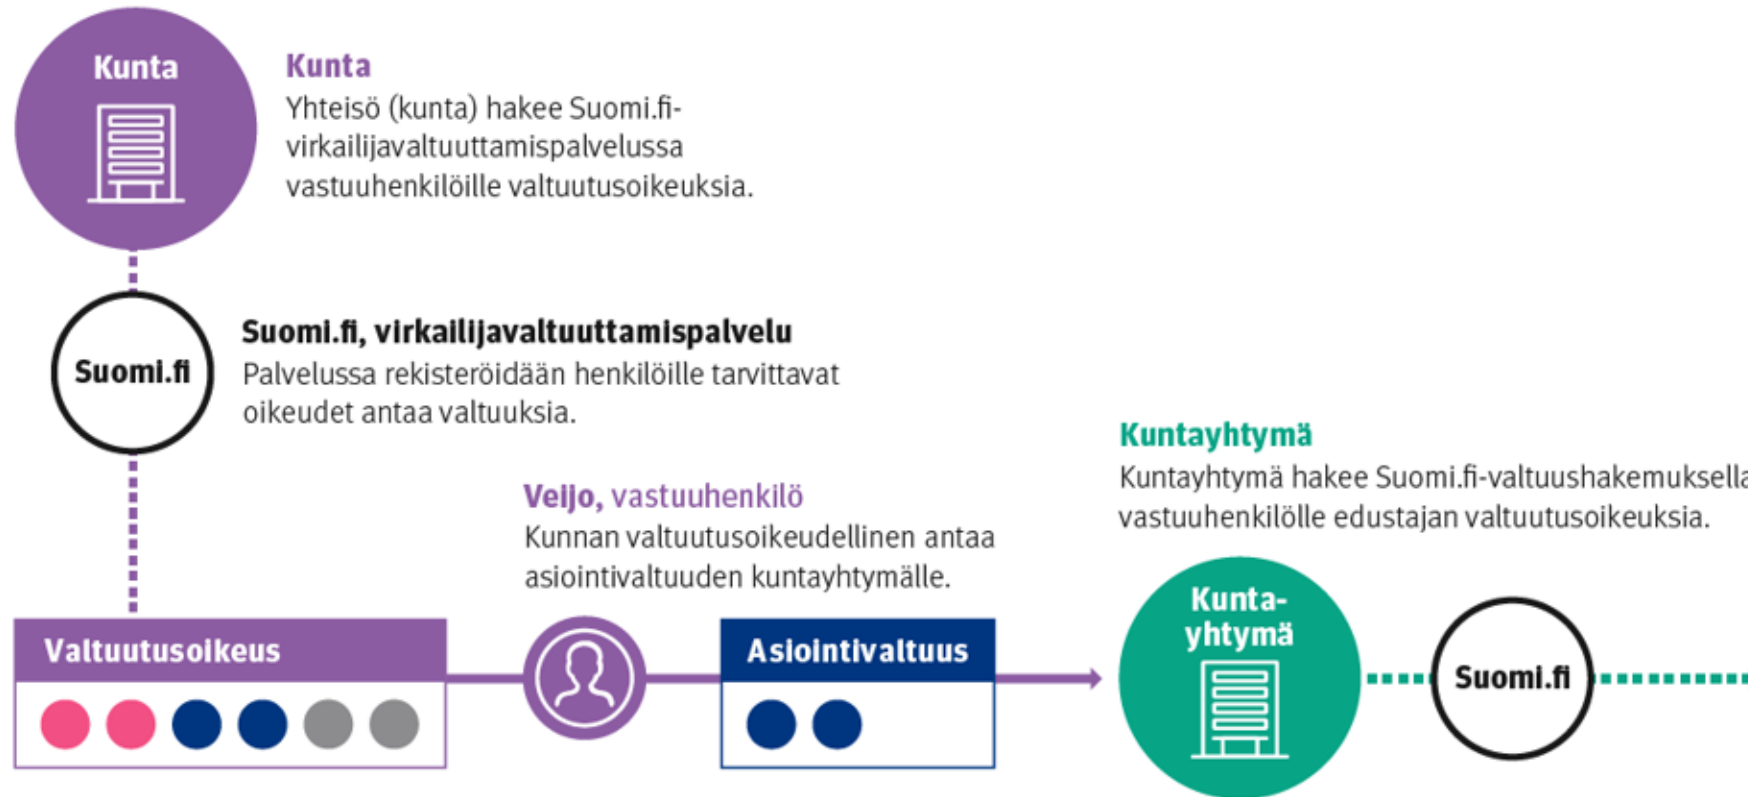 Kunta
Kunta
Yhteisö (kunta) hakee Suomi.fi-
virkailijavaltuuttamispalvelussa
vastuuhenkilöille valtuutusoikeuksia.
Suomi.fi
Suomi.fi, virkailijavaltuuttamispalvelu
Palvelussa rekisteröidään henkilöille tarvittavat
oikeudet antaa valtuuksia.
Veijo, vastuuhenkilö
Kunnan valtuutusoikeudellinen antaa
asiointivaltuuden kuntayhtymälle.
Kuntayhtymä
Kuntayhtymä hakee Suomi.fi-valtuushakemuksella
vastuuhenkilölle edustajan valtuutusoikeuksia.
Valtuutusoikeus
Asiointivaltuus
Kunta-
yhtymä
Suomi.fi